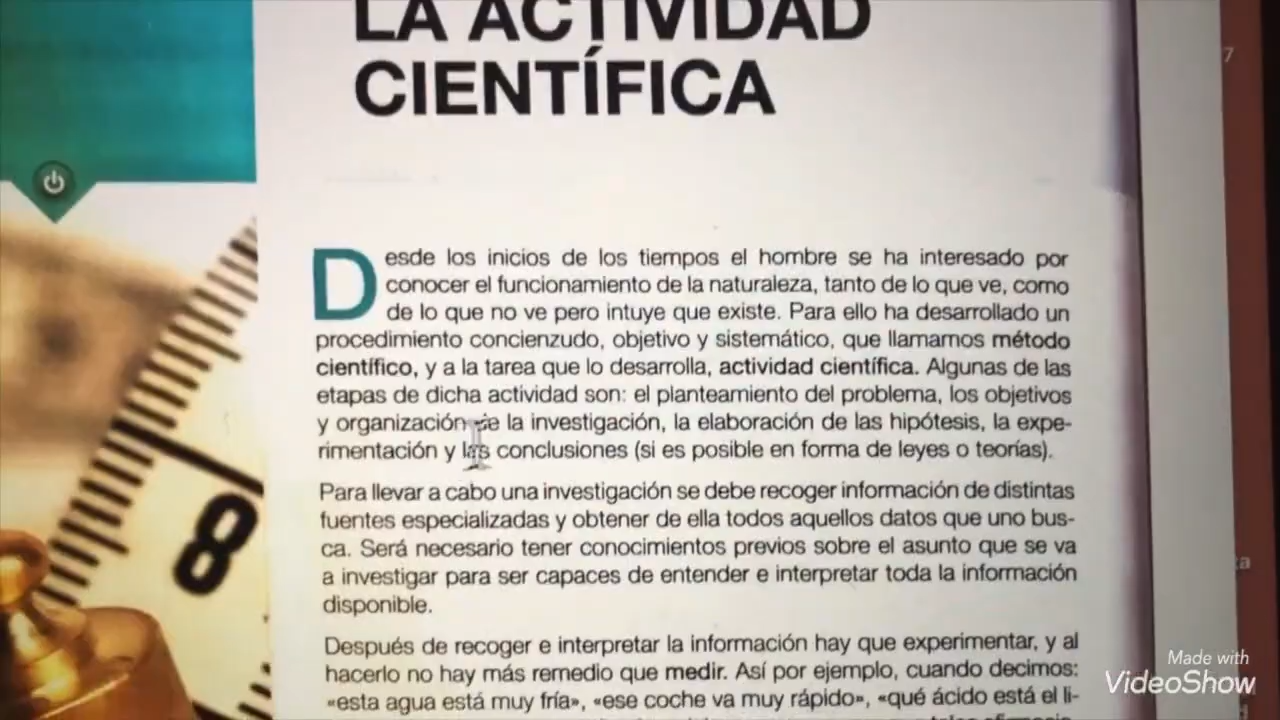 LA ACTIVIDAD
CIENTÍFICA
Desde los inicios de los tiempos el hombre se ha interesado por
conocer el funcionamiento de la naturaleza, tanto de lo que ve, como
de lo que no ve pero intuye que existe. Para ello ha desarrollado un
procedimiento concienzudo, objetivo y sistemático, que llamamos método
científico, y a la tarea que lo desarrolla, actividad científica. Algunas de las
etapas de dicha actividad son: el planteamiento del problema, los objetivos
y organización de la investigación, la elaboración de las hipótesis, la expe-
rimentación y las conclusiones (si es posible en forma de leyes o teorías).
Para llevar a cabo una investigación se debe recoger información de distintas
fuentes especializadas y obtener de ella todos aquellos datos que uno bus-
ca. Será necesario tener conocimientos previos sobre el asunto que se va
a investigar para ser capaces de entender e interpretar toda la información
disponible.
Después de recoger e interpretar la información hay que experimentar, y al
hacerlo no hay más remedio que medir. Así por ejemplo, cuando decimos:
«esta agua está muy fría», «ese coche va muy rápido», «qué ácido está el li-
8
7
Made with
VideoShow